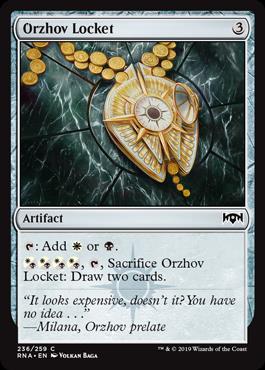 Orzhov Locket 3
Artifact
: Add or .
, , Sacrifice Orzhov
Locket: Draw two cards.
“It looks expensive, doesn’t it? You have
no idea . . .”
—Milana, Orzhov prelate
236/259 C
RNA • EN VOLKAN BAGA
™ & © 2019 Wizards of the Coast